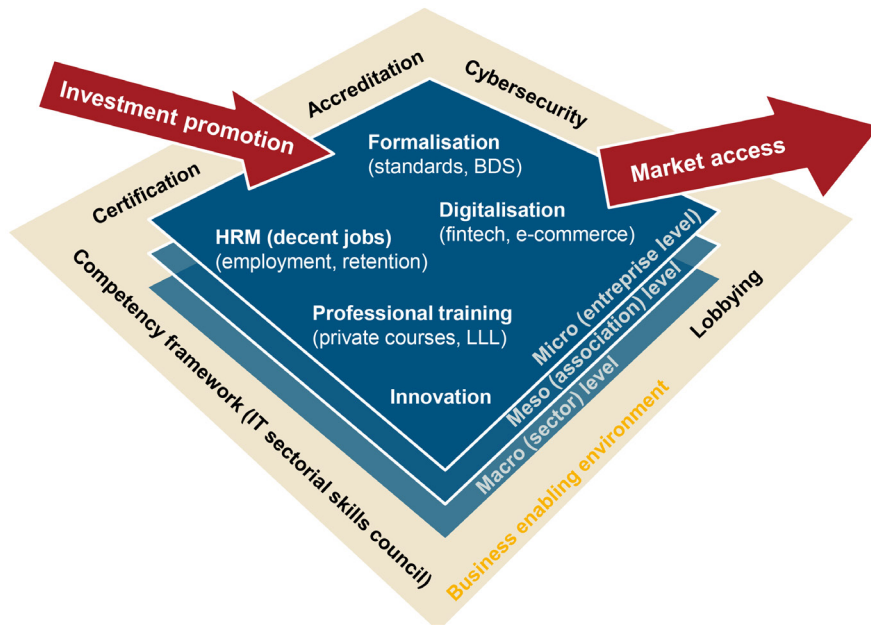 Investment promotion
Accreditation
Cybersecurity
Market access
Certification
Formalisation
(standards, BDS)
Digitalisation
(fintech, e-commerce)
HRM (decent jobs)
(employment, retention)
Professional training
(private courses, LLL)
Innovation
Micro (entreprise level)
Meso (association) level
Macro (sector) level
Lobbying
Competency framework (IT sectorial skills council)
Business enabling environment